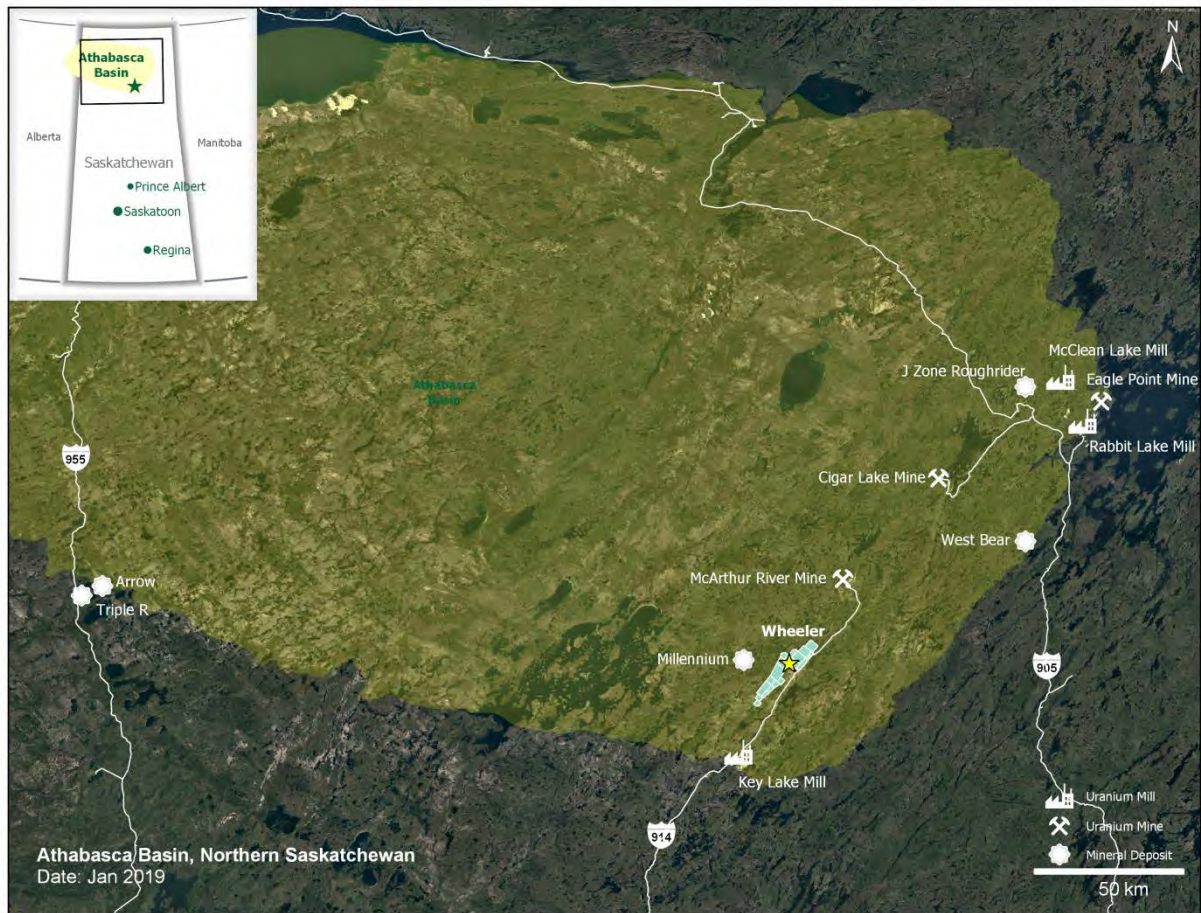 Athabasca
Basin
Alberta
Manitoba
Saskatchewan
Prince Albert
Saskatoon
Regina
N
McClean Lake Mill
J Zone Roughrider
Eagle Point Mine
Athabasca
Basin
Rabbit Lake Mill
955
Cigar Lake Mine
West Bear
McArthur River Mine
Arrow
Triple R
Wheeler
Millennium
905
Key Lake Mill
Uranium Mill
914
Uranium Mine
Athabasca Basin, Northern Saskatchewan
Mineral Deposit
Date: Jan 2019
50 km